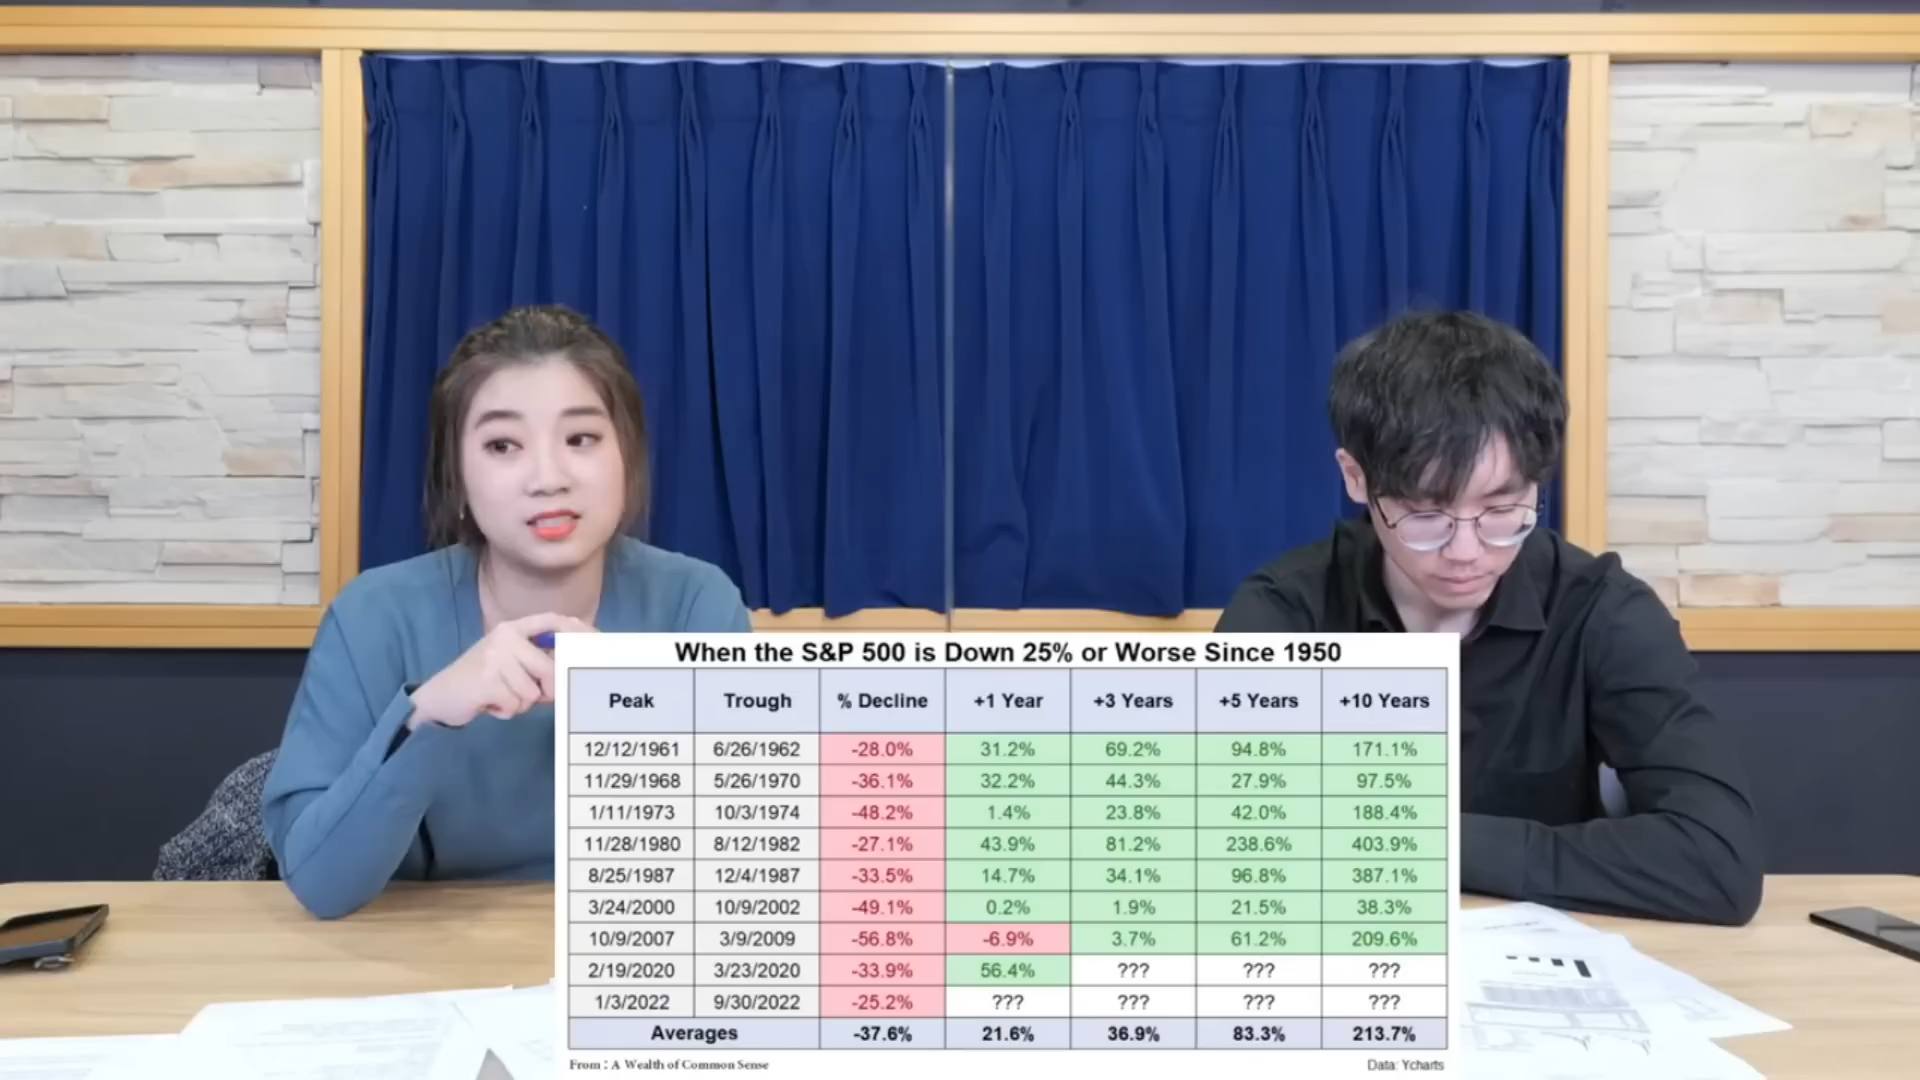 When the S&P 500 is Down 25% or Worse Since 1950
Peak Trough % Decline +1 Year +3 Years +5 Years +10 Years
12/12/1961 6/26/1962 -28.0% 31.2% 69.2% 94.8% 171.1%
11/29/1968 5/26/1970 -36.1% 32.2% 44.3% 27.9% 97.5%
1/11/1973 10/3/1974 -48.2% 1.4% 23.8% 42.0% 188.4%
11/28/1980 8/12/1982 -27.1% 43.9% 81.2% 238.6% 403.9%
8/25/1987 12/4/1987 -33.5% 14.7% 34.1% 96.8% 387.1%
3/24/2000 10/9/2002 -49.1% 0.2% 1.9% 21.5% 38.3%
10/9/2007 3/9/2009 -56.8% -6.9% 3.7% 61.2% 209.6%
2/19/2020 3/23/2020 -33.9% 56.4% ??? ??? ???
1/3/2022 9/30/2022 -25.2% ??? ??? ??? ???
Averages -37.6% 21.6% 36.9% 83.3% 213.7%
From : A Wealth of Common Sense Data: Ycharts